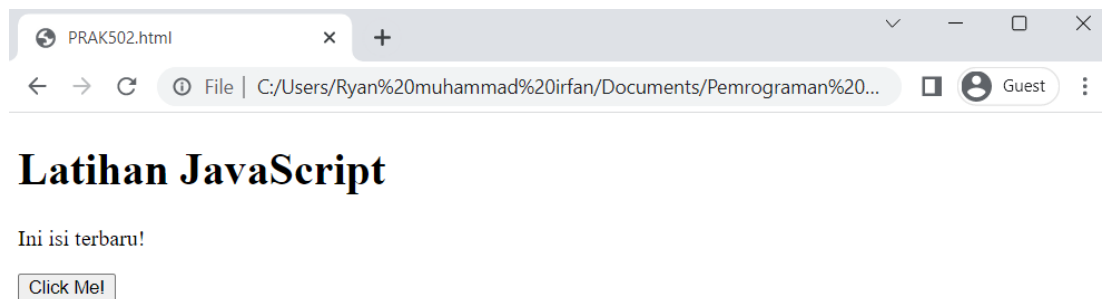 PRAK502.html
File | C:/Users/Ryan%20muhammad%20irfan/Documents/Pemrograman%20... Guest
Latihan JavaScript
Ini isi terbaru!
Click Me!